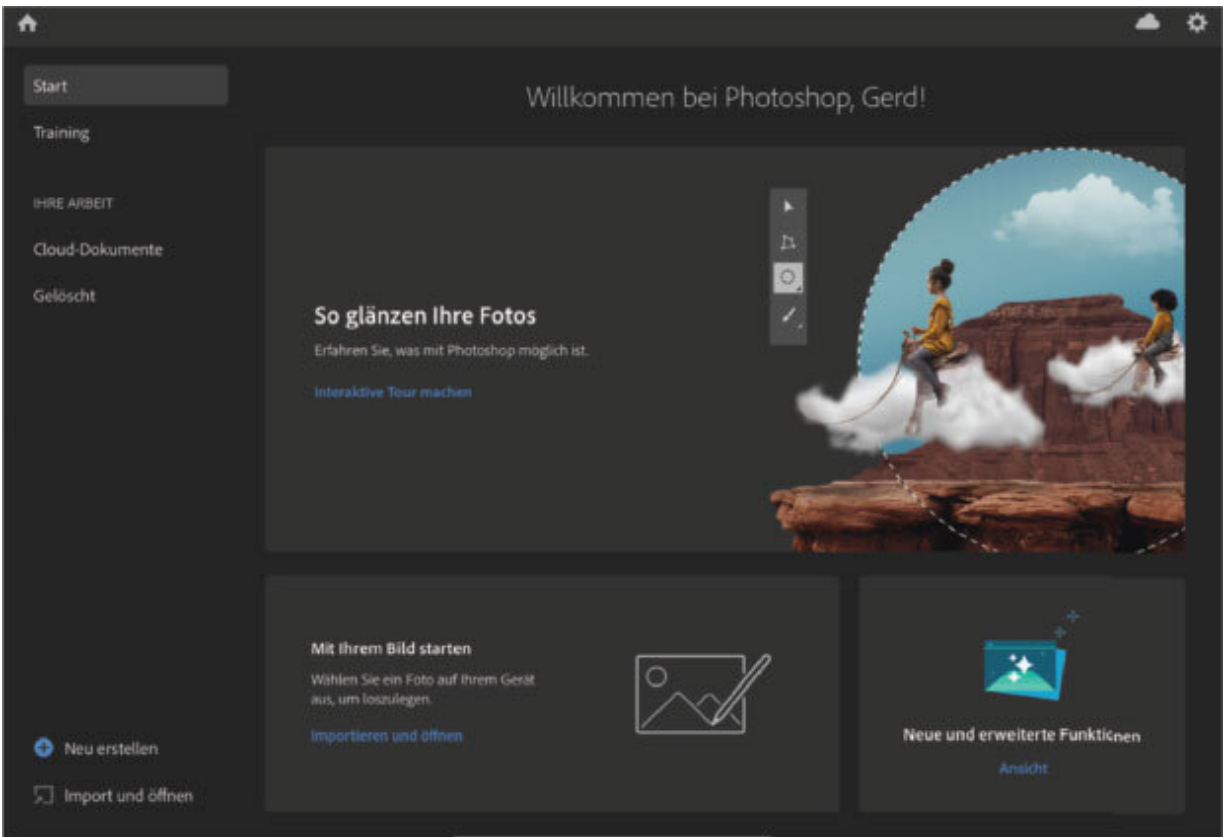 Willkommen bei Photoshop, Gerd!
Start
Training
IHRE ARBEIT
Cloud-Dokumente
Gelöscht
Neu erstellen
Import und öffnen
So glänzen Ihre Fotos
Erfahren Sie, was mit Photoshop möglich ist.
Interaktive Tour machen
Mit Ihrem Bild starten
Wählen Sie ein Foto auf Ihrem Gerät
aus, um loszulegen.
Importieren und öffnen
Neue und erweiterte Funktionen
Ansicht